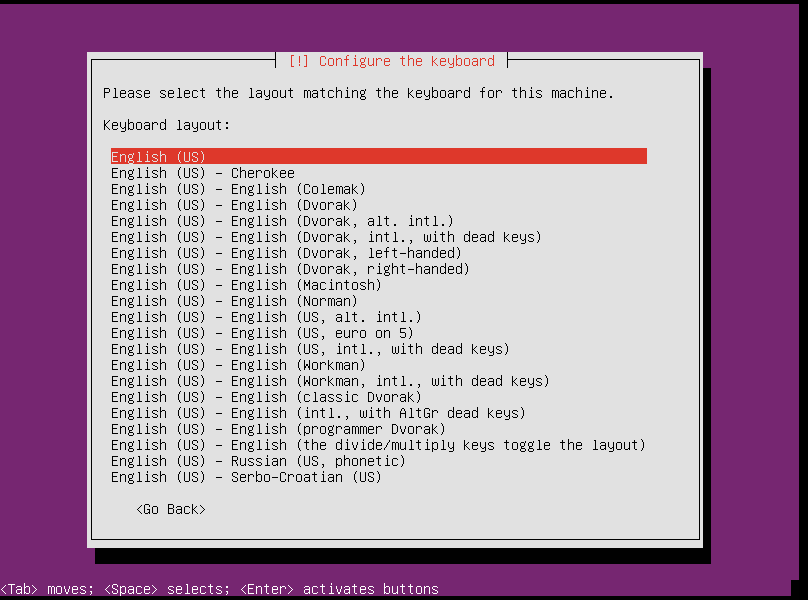 [!] Configure the keyboard
Please select the layout matching the keyboard for this machine.
Keyboard layout:
English (US)
English (US) - Cherokee
English (US) - English (Colemak)
English (US) - English (Dvorak)
English (US) - English (Dvorak, alt. intl.)
English (US) - English (Dvorak, intl., with dead keys)
English (US) - English (Dvorak, left-handed)
English (US) - English (Dvorak, right-handed)
English (US) - English (Macintosh)
English (US) - English (Norman)
English (US) - English (US, alt. intl.)
English (US) - English (US, euro on 5)
English (US) - English (US, intl., with dead keys)
English (US) - English (Workman)
English (US) - English (Workman, intl., with dead keys)
English (US) - English (classic Dvorak)
English (US) - English (intl., with AltGr dead keys)
English (US) - English (programmer Dvorak)
English (US) - English (the divide/multiply keys toggle the layout)
English (US) - Russian (US, phonetic)
English (US) - Serbo-Croatian (US)
<Go Back>
<Tab> moves; <Space> selects; <Enter> activates buttons